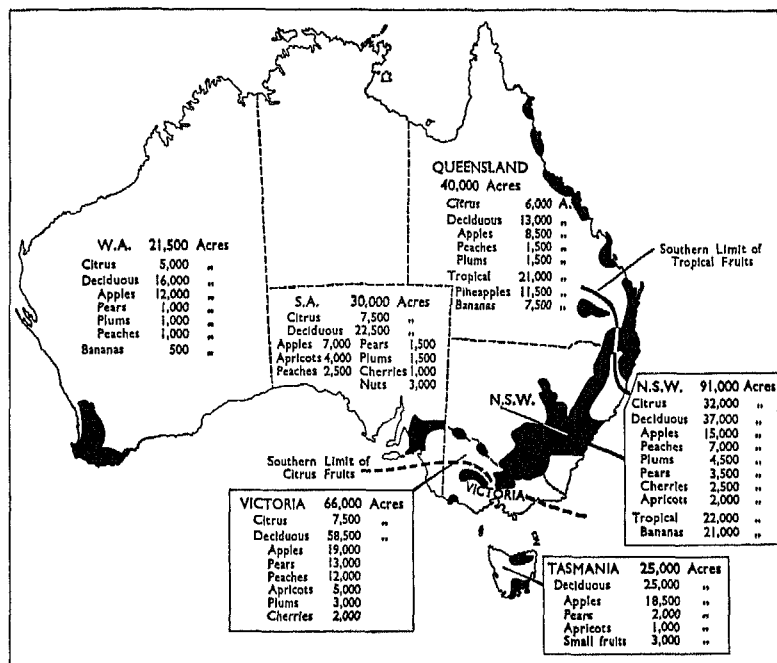 QUEENSLAND
40,000 Acres
Citrus 6,000 A.
Deciduous 13,000 „
Apples 8,500 „
Peaches 1,500 „
Plums 1,500 „
Tropical 21,000 „
Pineapples 11,500 „
Bananas 7,500 „
Southern Limit of
Tropical Fruits
W.A. 21,500 Acres
Citrus 5,000 „
Deciduous 16,000 „
Apples 12,000 „
Pears 1,000 „
Plums 1,000 „
Peaches 1,000 „
Bananas 500 „
S.A. 30,000 Acres
Citrus 7,500 „
Deciduous 22,500 „
Apples 7,000 Pears 1,500
Apricots 4,000 Plums 1,500
Peaches 2,500 Cherries 1,000
Nuts 3,000
N.S.W.
N.S.W. 91,000 Acres
Citrus 32,000 „
Deciduous 37,000 „
Apples 15,000 „
Peaches 7,000 „
Plums 4,500 „
Pears 3,500 „
Cherries 2,500 „
Apricots 2,000 „
Tropical 22,000 „
Bananas 21,000 „
Southern Limit of
Citrus Fruits
VICTORIA
VICTORIA 66,000 Acres
Citrus 7,500 „
Deciduous 58,500 „
Apples 19,000
Pears 13,000
Peaches 12,000
Apricots 5,000
Plums 3,000
Cherries 2,000
TASMANIA 25,000 Acres
Deciduous 25,000 „
Apples 18,500 „
Pears 2,000 „
Apricots 1,000 „
Small fruits 3,000 „